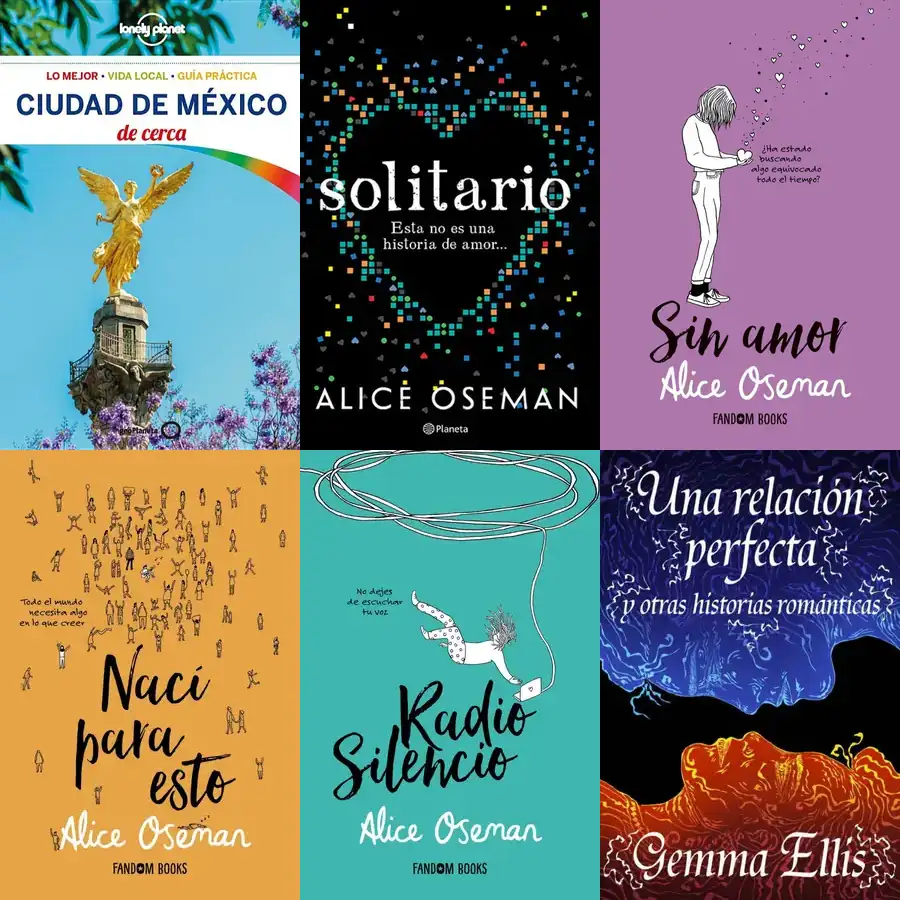 lonely planet
LO MEJOR • VIDA LOCAL • GUÍA PRÁCTICA
CIUDAD DE MÉXICO
de cerca
geoPlaneta
solitario
Esta no es una
historia de amor...
ALICE OSEMAN
Planeta
¿Ha estado
buscando
algo equivocado
todo el tiempo?
Sin amor
Alice Oseman
FANDOM BOOKS
Todo el mundo
necesita algo
en lo que creer
Nací
para
esto
Alice Oseman
FANDOM BOOKS
No dejes
de escuchar
tu voz
Radio
Silencio
Alice Oseman
FANDOM BOOKS
Una relación
perfecta
y otras historias románticas
Gemma Ellis